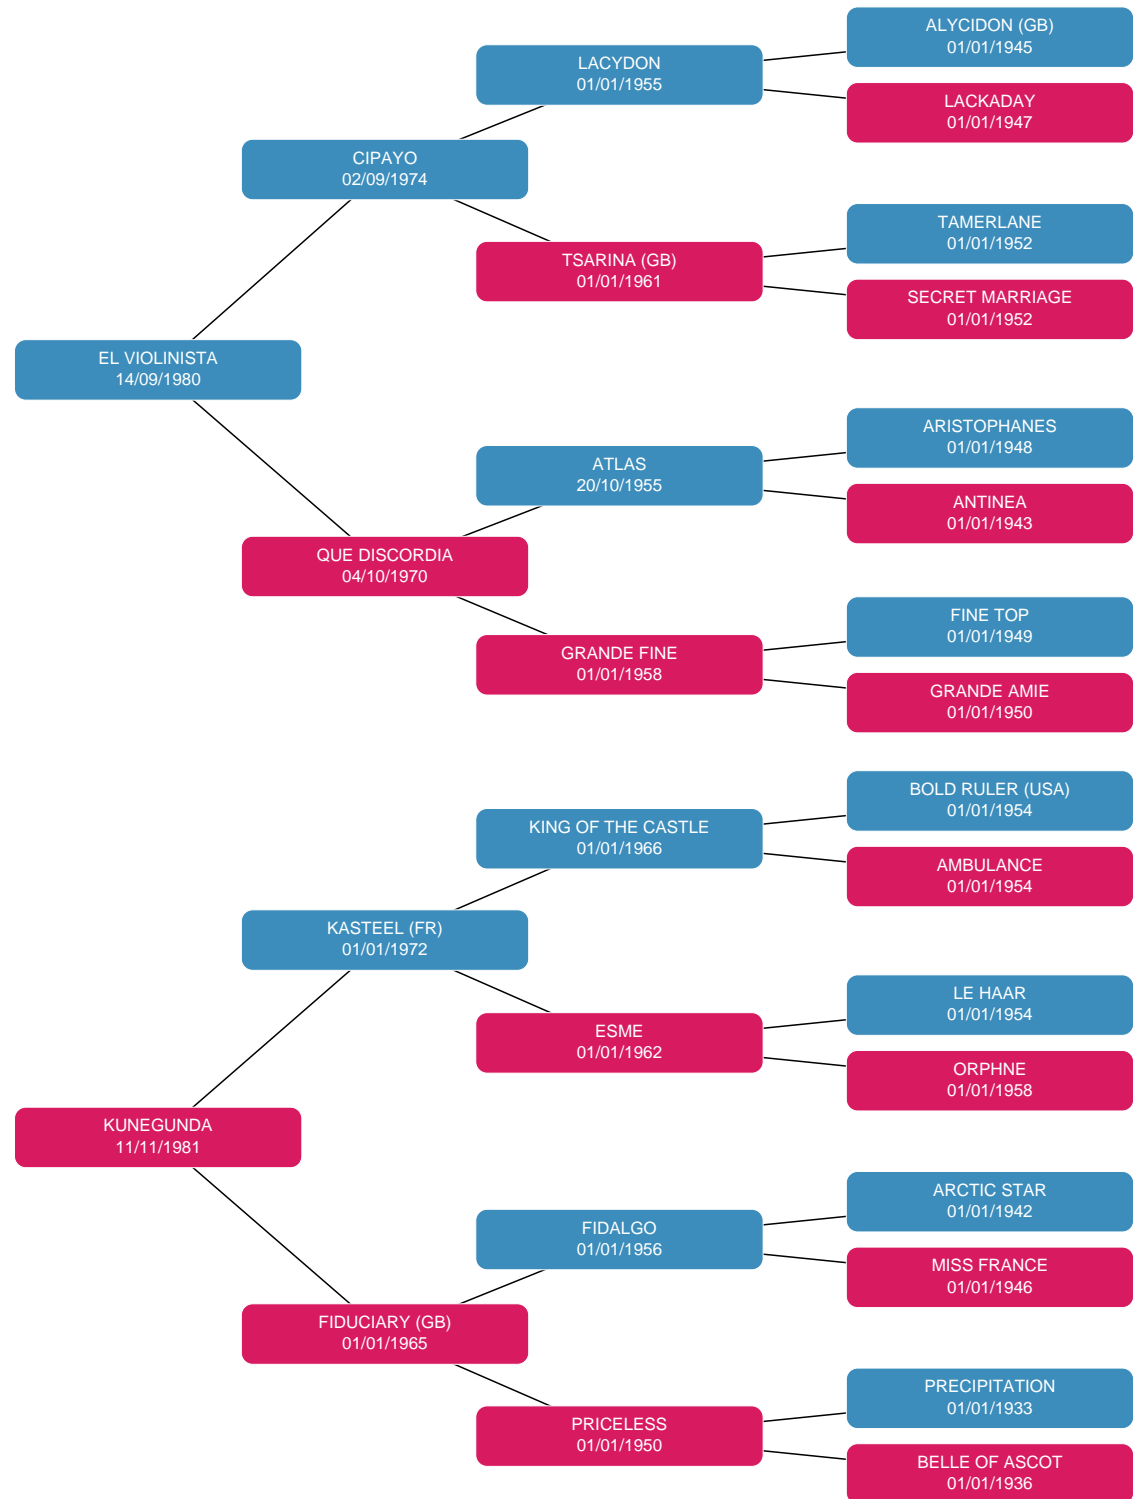 ALYCIDON (GB)
01/01/1945
LACYDON
01/01/1955
LACKADAY
01/01/1947
CIPAYO
02/09/1974
TAMERLANE
01/01/1952
TSARINA (GB)
01/01/1961
SECRET MARRIAGE
01/01/1952
EL VIOLINISTA
14/09/1980
ARISTOPHANES
01/01/1948
ATLAS
20/10/1955
ANTINEA
01/01/1943
QUE DISCORDIA
04/10/1970
FINE TOP
01/01/1949
GRANDE FINE
01/01/1958
GRANDE AMIE
01/01/1950
BOLD RULER (USA)
01/01/1954
KING OF THE CASTLE
01/01/1966
AMBULANCE
01/01/1954
KASTEEL (FR)
01/01/1972
LE HAAR
01/01/1954
ESME
01/01/1962
ORPHNE
01/01/1958
KUNEGUNDA
11/11/1981
ARCTIC STAR
01/01/1942
FIDALGO
01/01/1956
MISS FRANCE
01/01/1946
FIDUCIARY (GB)
01/01/1965
PRECIPITATION
01/01/1933
PRICELESS
01/01/1950
BELLE OF ASCOT
01/01/1936